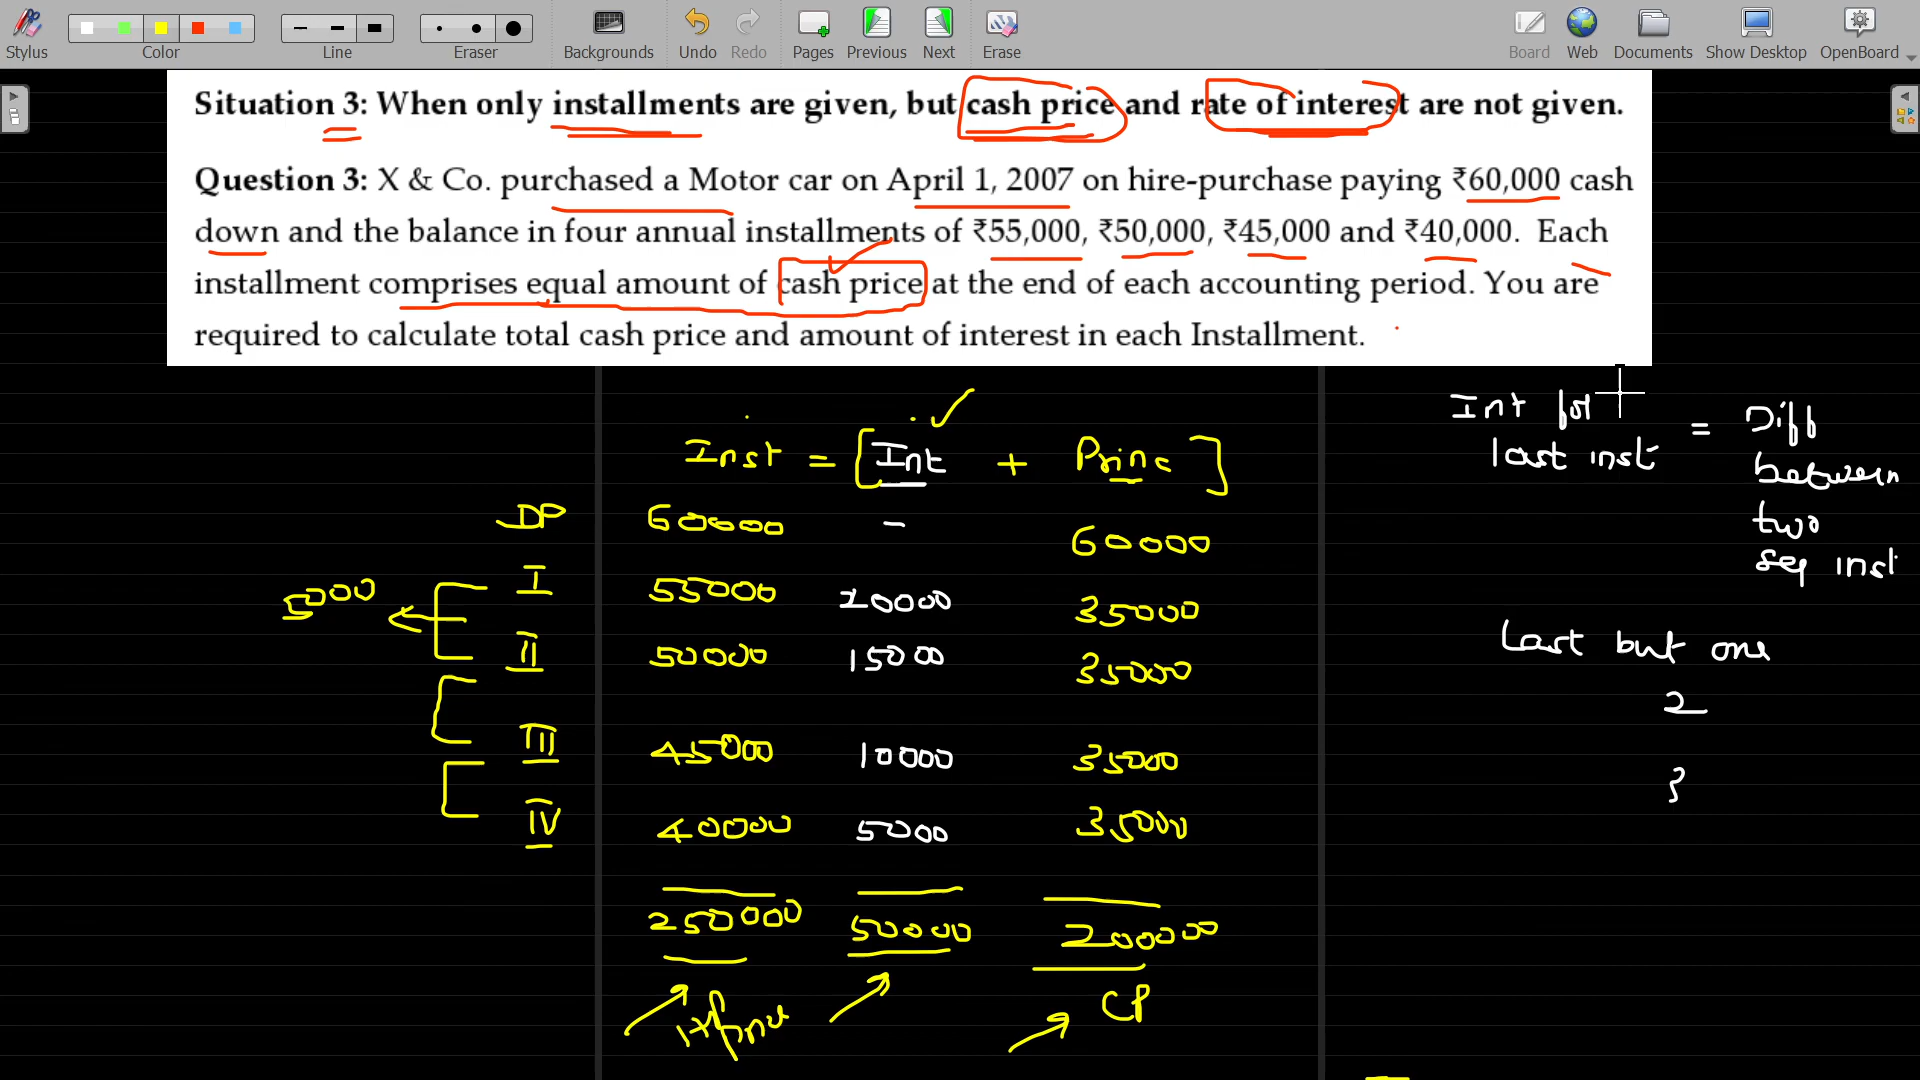 Stylus Color Line Eraser Backgrounds Undo Redo Pages Previous Next Erase Board Web Documents Show Desktop OpenBoard
Situation 3: When only installments are given, but cash price and rate of interest are not given.
Question 3: X & Co. purchased a Motor car on April 1, 2007 on hire-purchase paying ₹60,000 cash
down and the balance in four annual installments of ₹55,000, ₹50,000, ₹45,000 and ₹40,000. Each
installment comprises equal amount of cash price at the end of each accounting period. You are
required to calculate total cash price and amount of interest in each Installment.
Inst = [Int + Princ]
DP 60000 - 60000
I 55000 20000 35000
5000
II 50000 15000 35000
III 45000 10000 35000
IV 40000 5000 35000
250000 50000 200000
CP
Int for
last inst = Diff
between
two
seq inst
Last but one
2
3